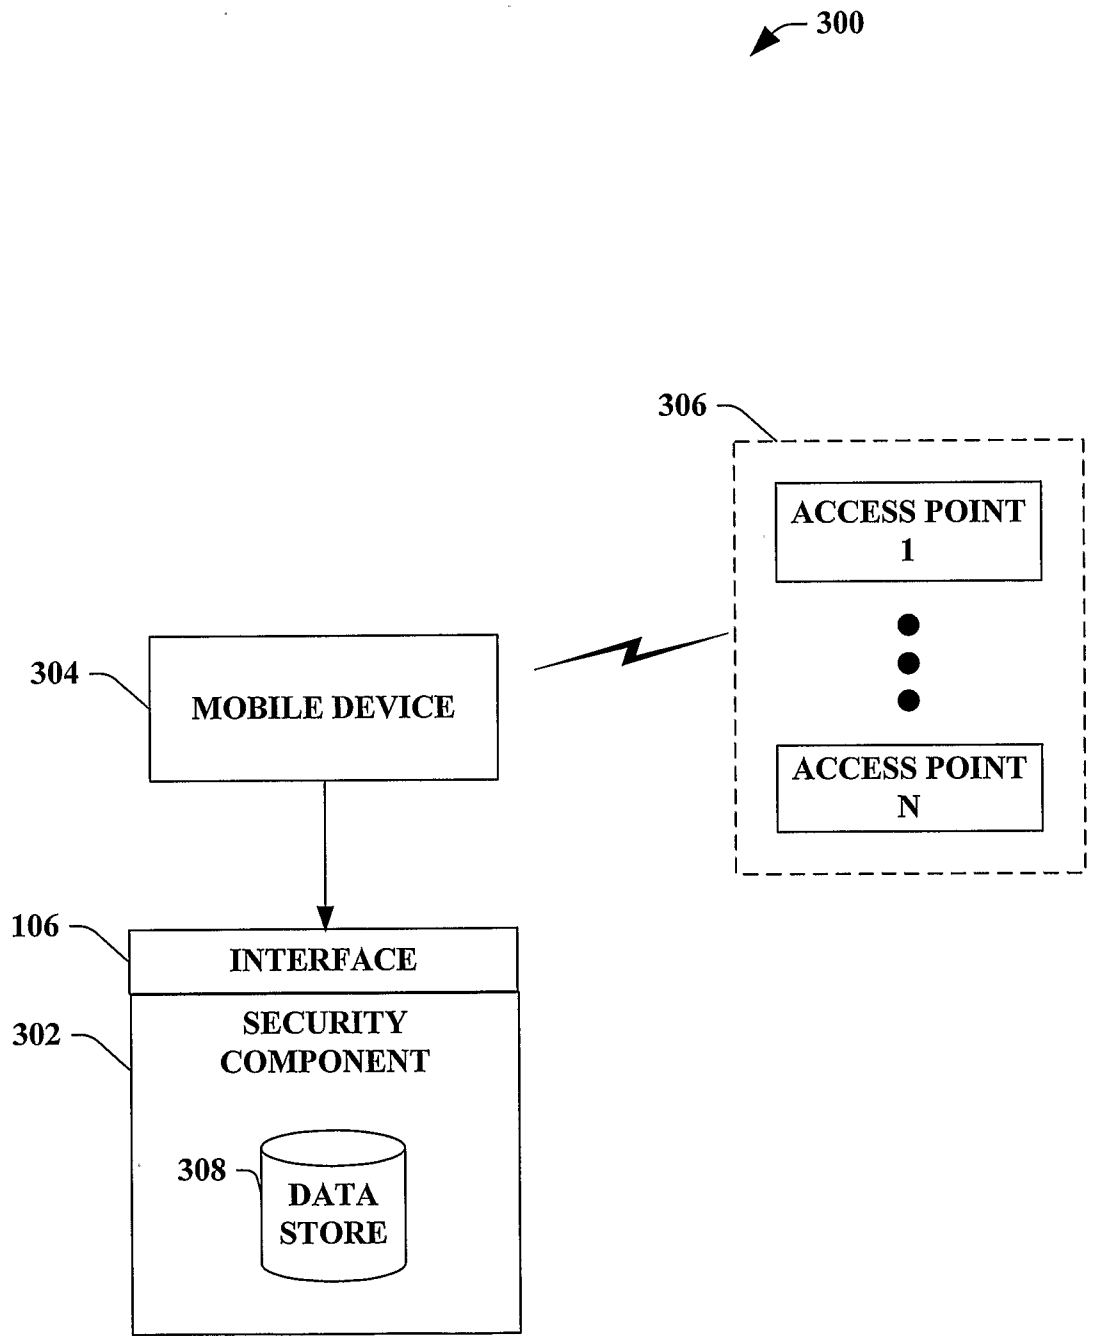 300
306
ACCESS POINT
1
304
MOBILE DEVICE
ACCESS POINT
N
106
INTERFACE
302
SECURITY
COMPONENT
308
DATA
STORE